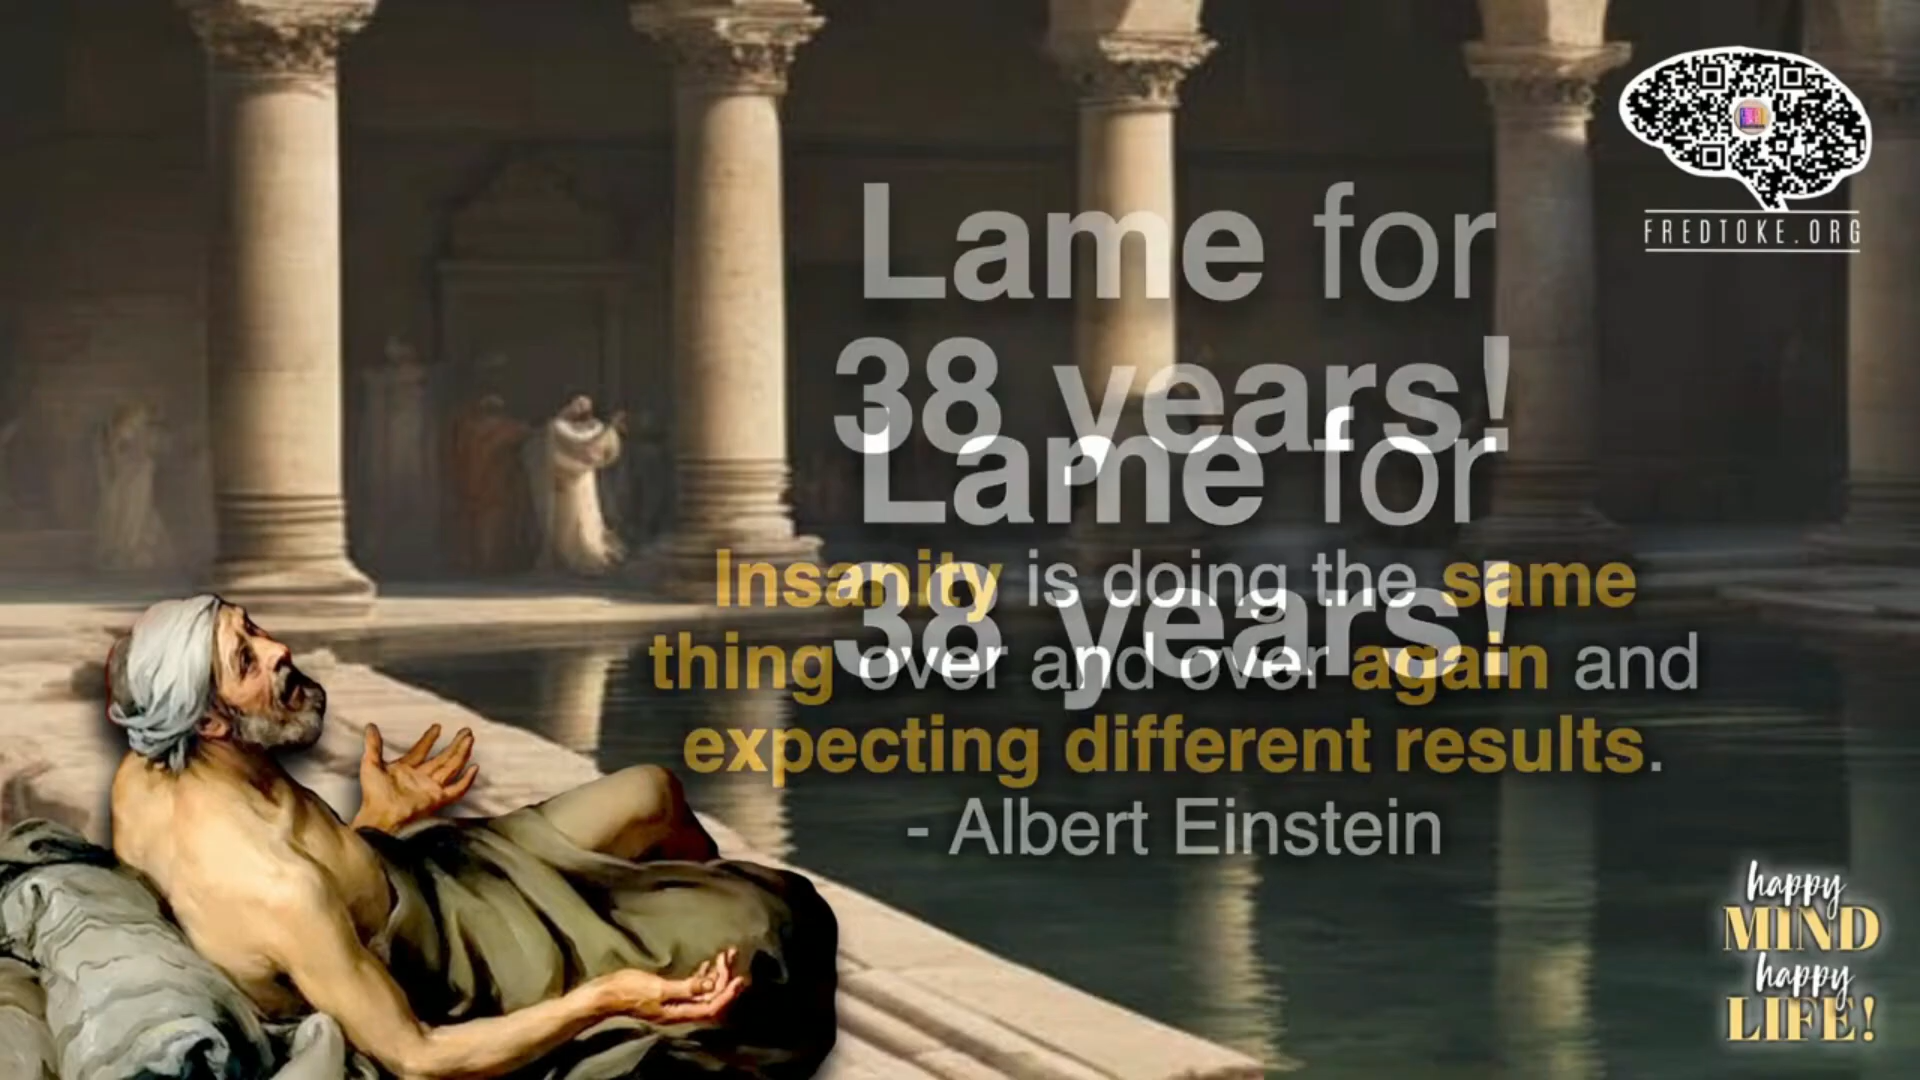 FREDTOKE.ORG
Lame for
38 years!
Lame for
38 years!
Insanity is doing the same
thing over and over again and
expecting different results.
- Albert Einstein
happy
MIND
happy
LIFE!